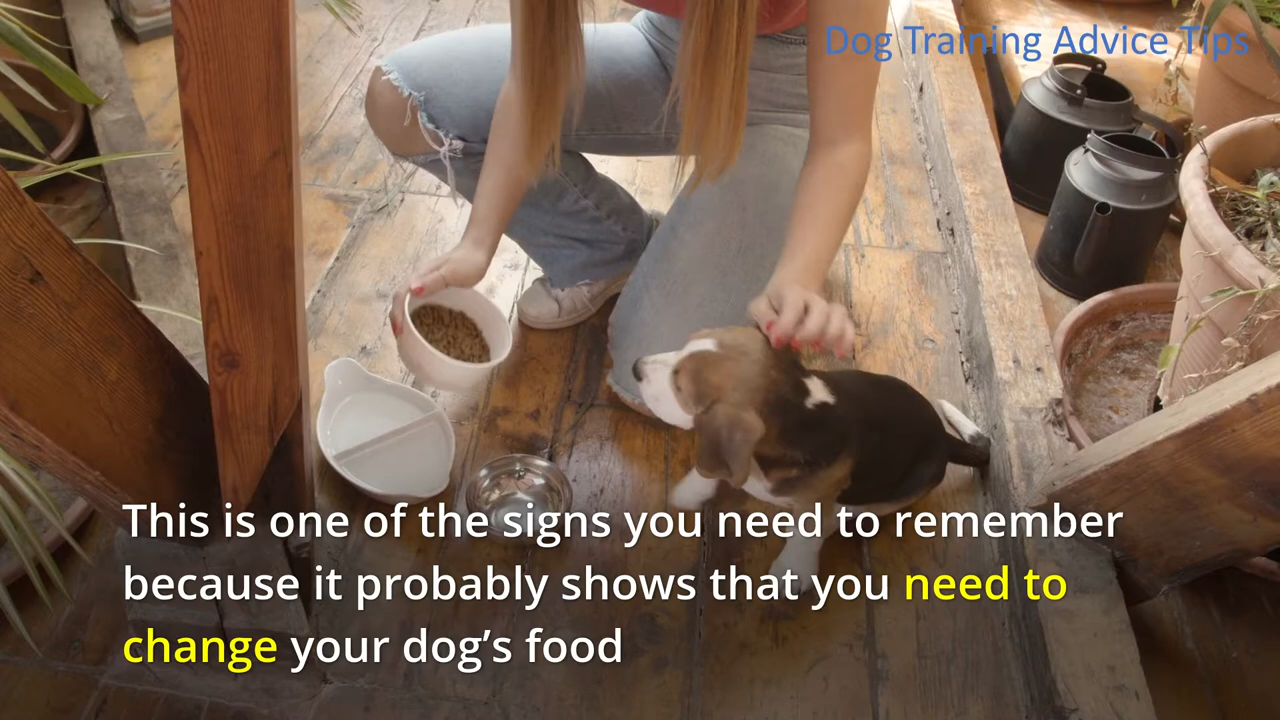 Dog Training Advice Tips
This is one of the signs you need to remember
because it probably shows that you need to
change your dog’s food